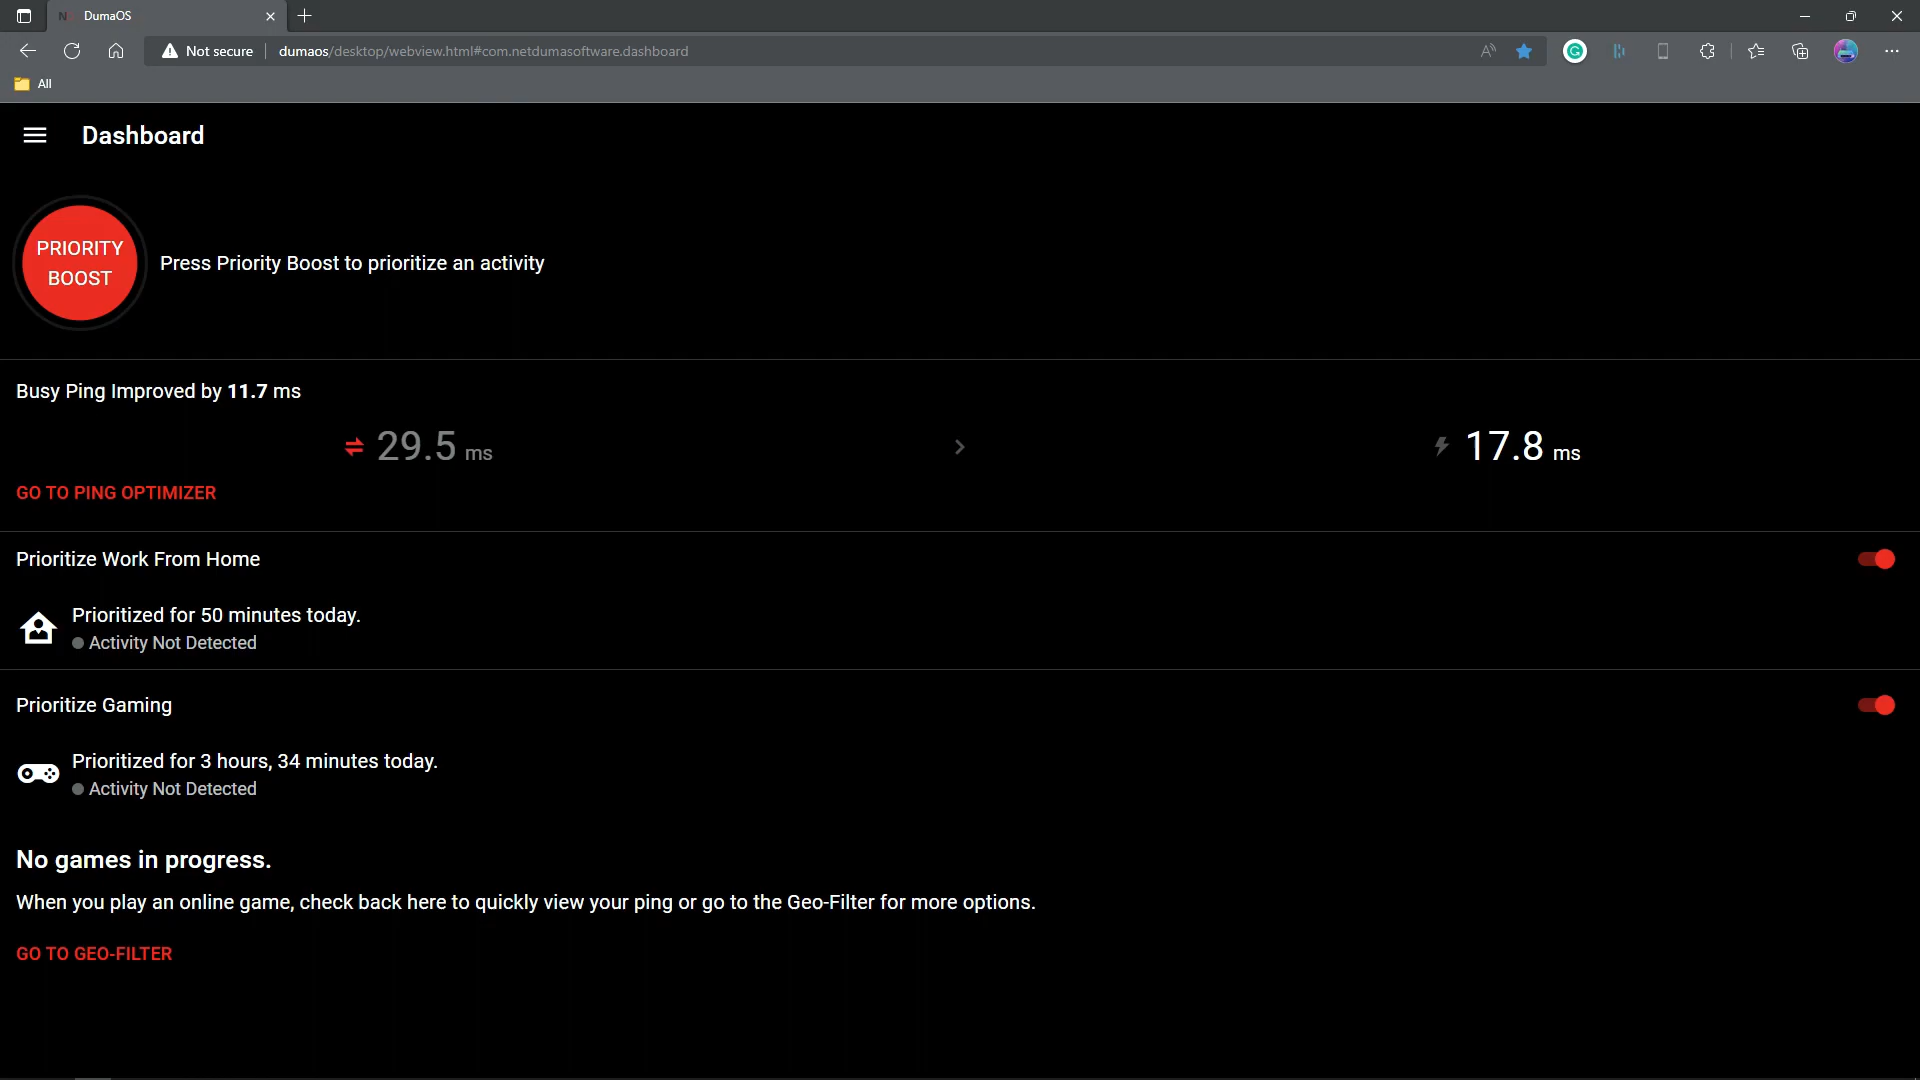 DumaOS
Not secure dumaos/desktop/webview.html#com.netdumasoftware.dashboard
All
Dashboard
PRIORITY
BOOST
Press Priority Boost to prioritize an activity
Busy Ping Improved by 11.7 ms
29.5 ms
17.8 ms
GO TO PING OPTIMIZER
Prioritize Work From Home
Prioritized for 50 minutes today.
Activity Not Detected
Prioritize Gaming
Prioritized for 3 hours, 34 minutes today.
Activity Not Detected
No games in progress.
When you play an online game, check back here to quickly view your ping or go to the Geo-Filter for more options.
GO TO GEO-FILTER